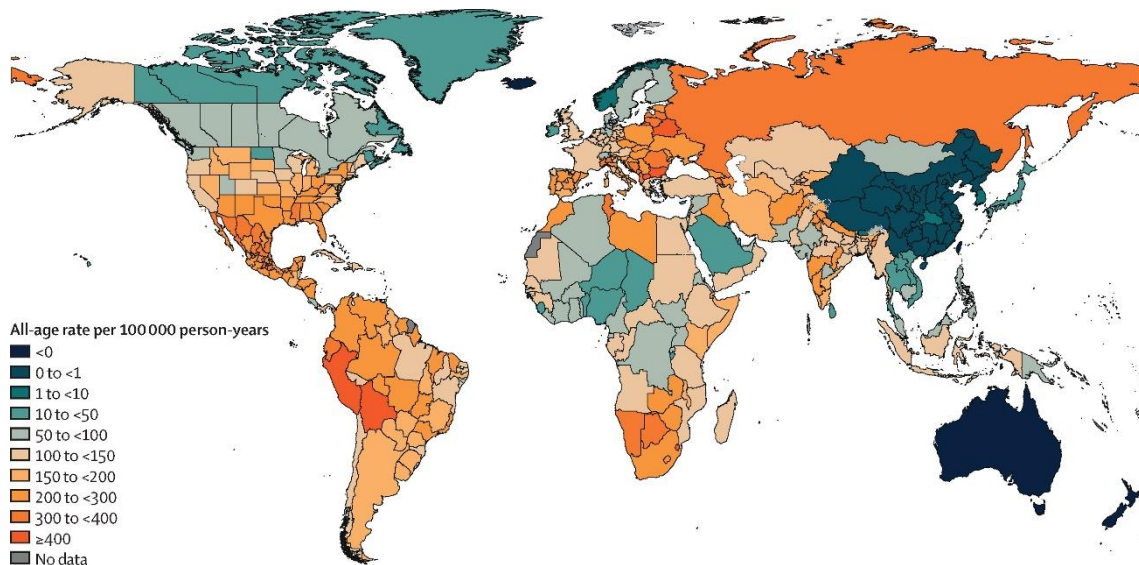 All-age rate per 100 000 person-years
<0
0 to <1
1 to <10
10 to <50
50 to <100
100 to <150
150 to <200
200 to <300
300 to <400
≥400
No data